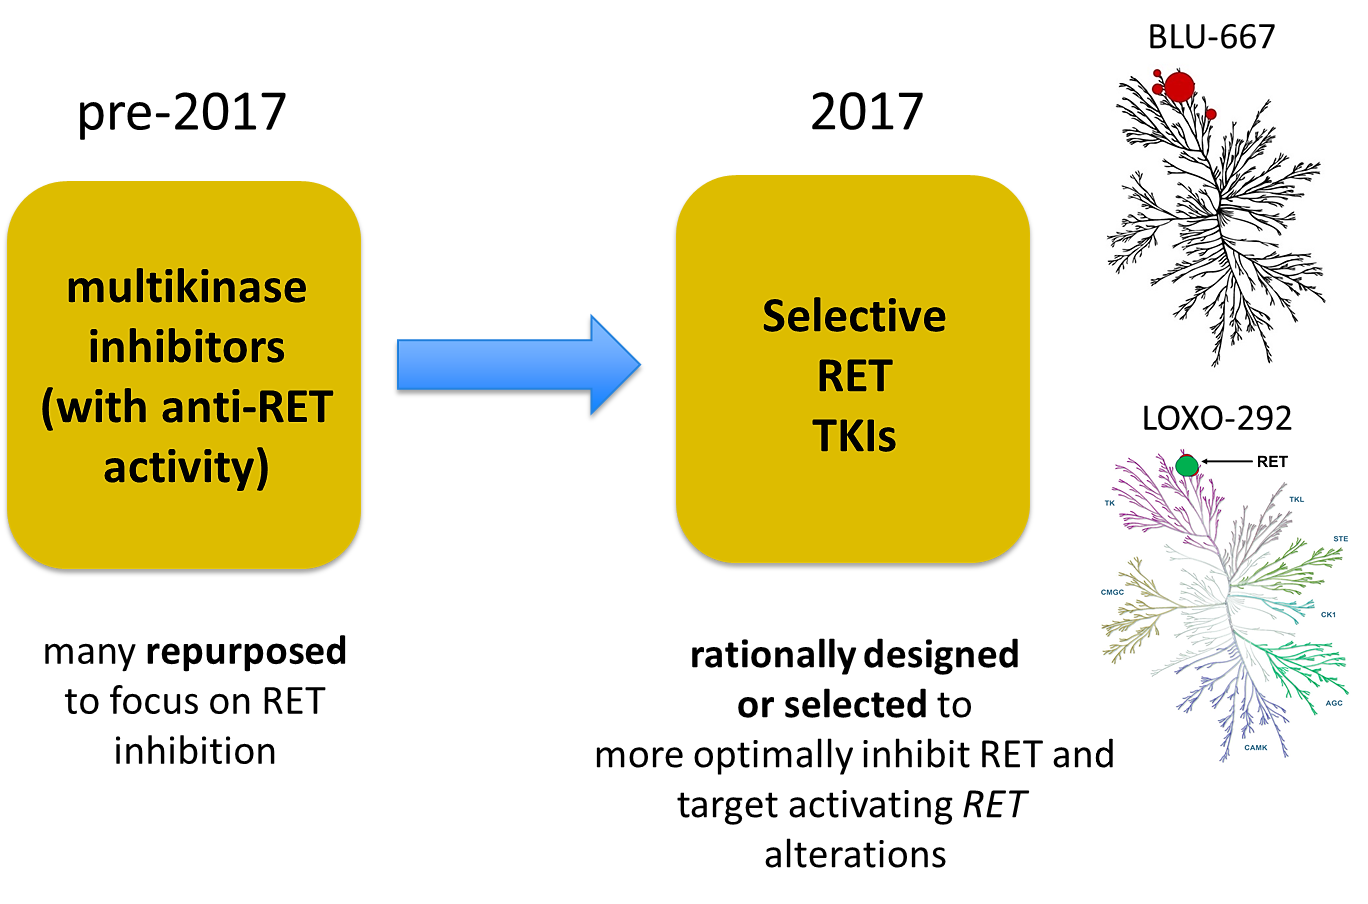 pre-2017
multikinase
inhibitors
(with anti-RET
activity)
many repurposed
to focus on RET
inhibition
2017
Selective
RET
TKIs
rationally designed
or selected to
more optimally inhibit RET and
target activating RET
alterations
BLU-667
LOXO-292
RET
TK
TKL
STE
CMGC
CK1
AGC
CAMK